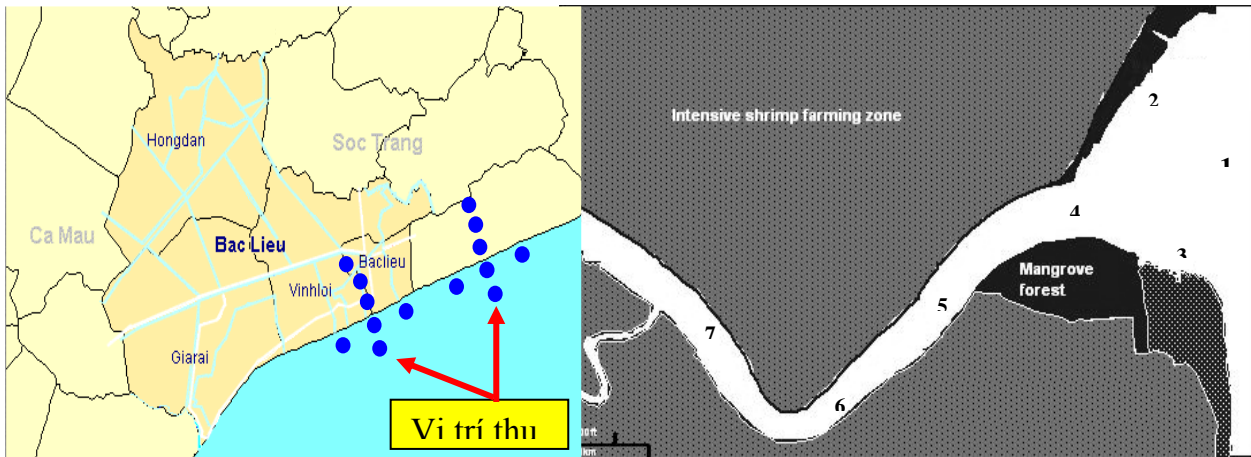 Hongdan
Soc Trang
Ca Mau
Bac Lieu
Baclieu
Vinhloi
Giarai
Vị trí thu
Intensive shrimp farming zone
2
1
4
3
Mangrove
forest
5
7
6